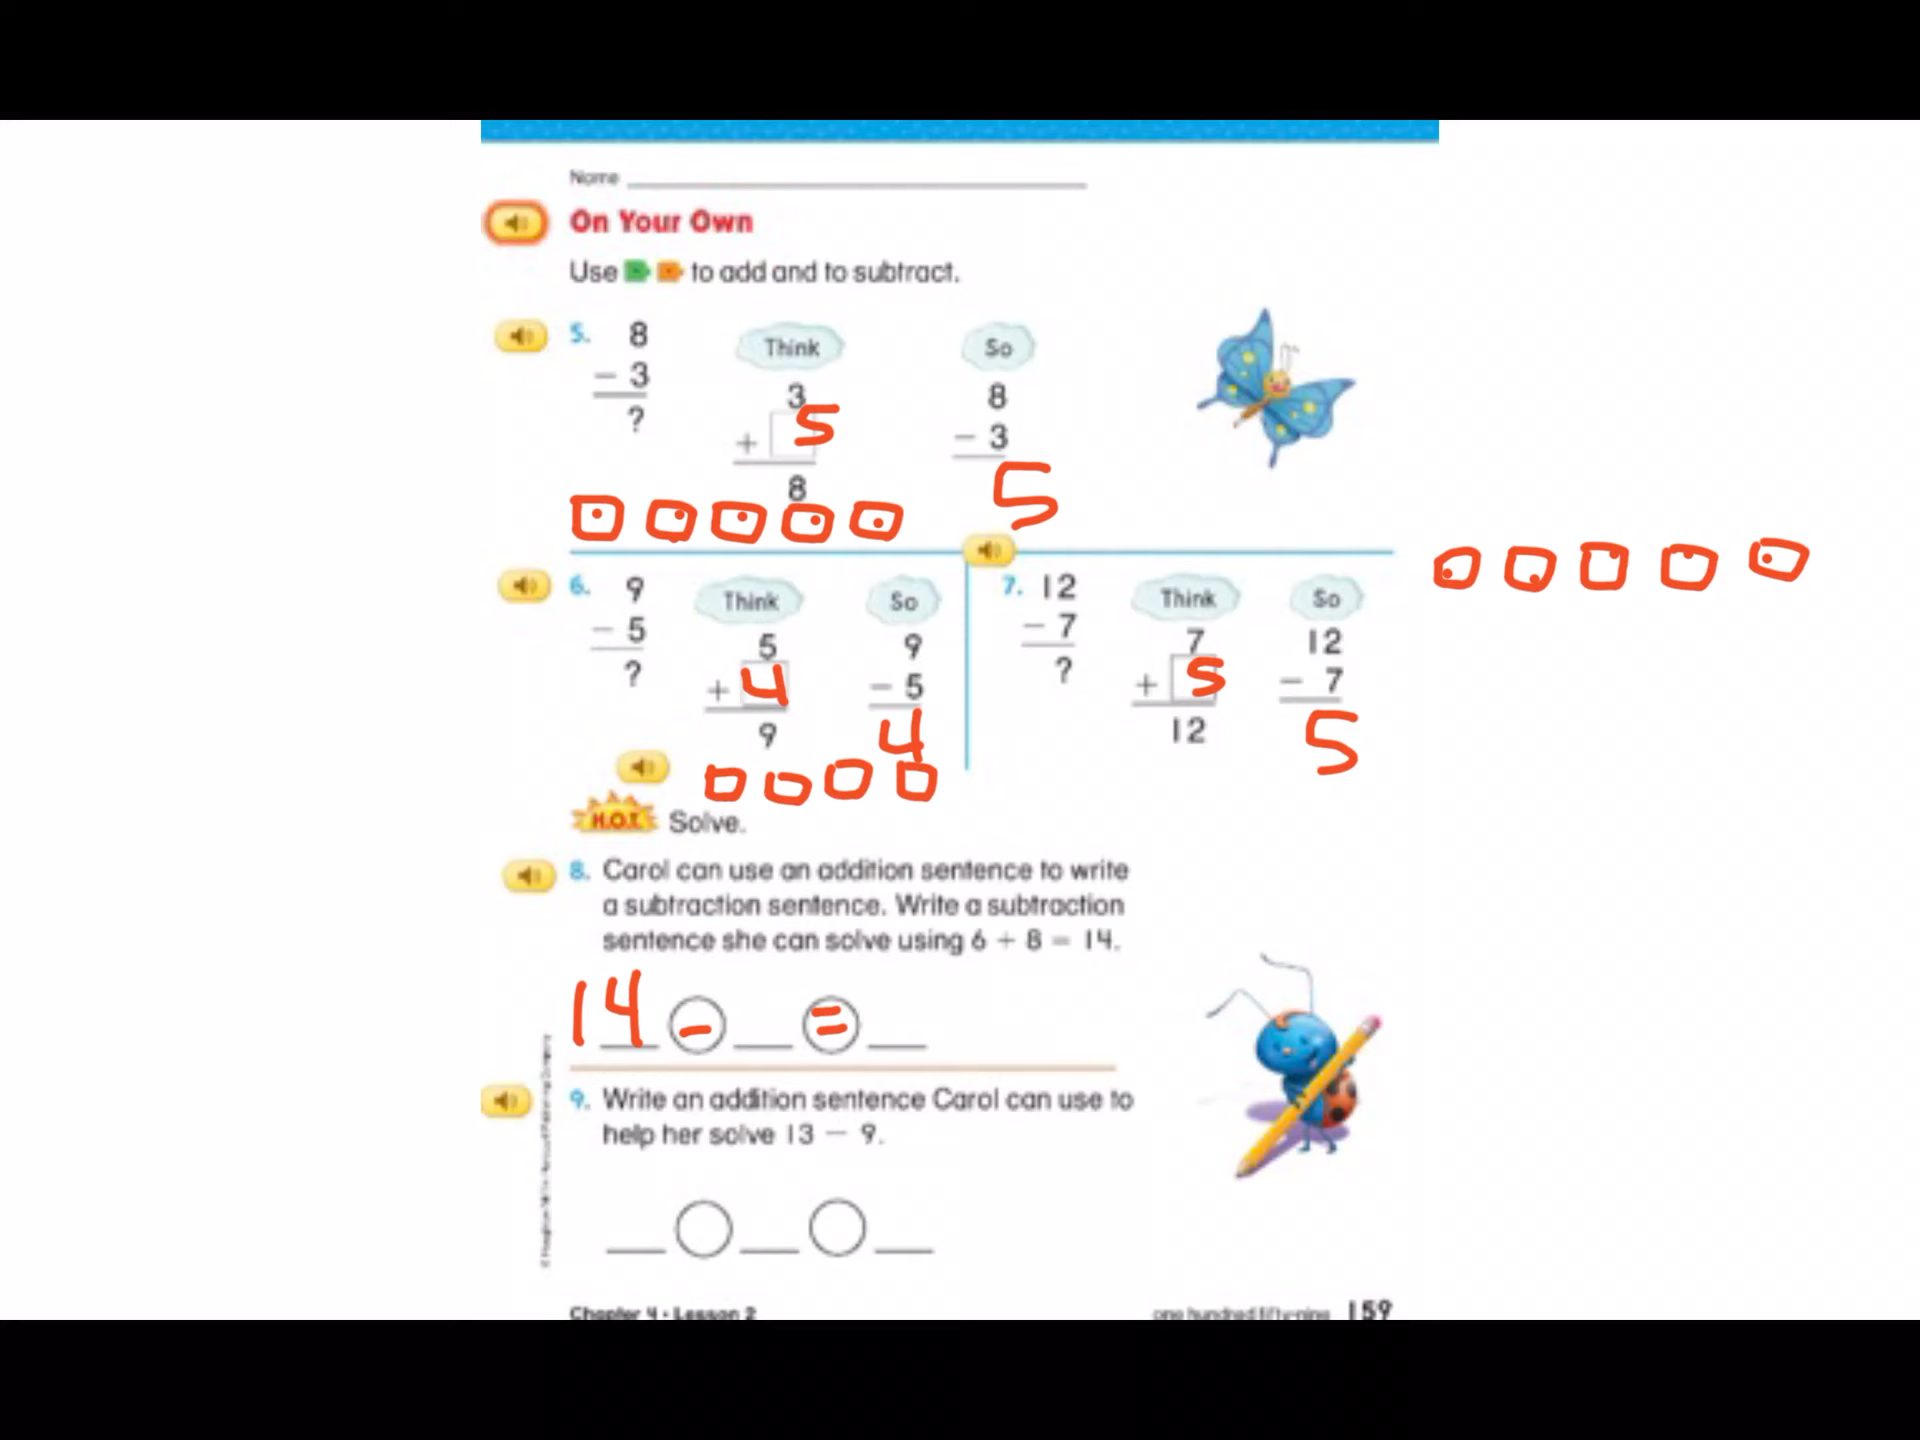 Name
On Your Own
Use to add and to subtract.
5. 8 Think So
- 3 3 8
? + 5 - 3
8 5
6. 9 Think So
- 5 5 9
? + 4 - 5
9 4
7. 12 Think So
- 7 7 12
? + 5 - 7
12 5
H.O.T. Solve.
8. Carol can use an addition sentence to write
a subtraction sentence. Write a subtraction
sentence she can solve using 6 + 8 = 14.
14 - =
9. Write an addition sentence Carol can use to
help her solve 13 - 9.
Chapter 4 • Lesson 2 one hundred fifty-nine 159